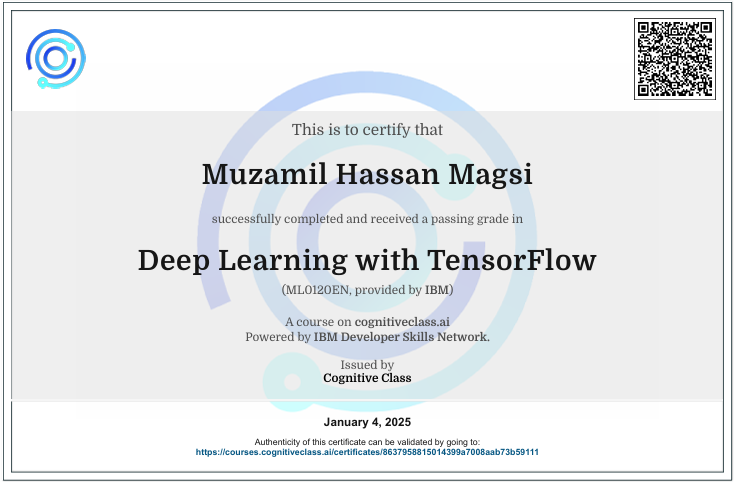 This is to certify that
Muzamil Hassan Magsi
successfully completed and received a passing grade in
Deep Learning with TensorFlow
(ML0120EN, provided by IBM)
A course on cognitiveclass.ai
Powered by IBM Developer Skills Network.
Issued by
Cognitive Class
January 4, 2025
Authenticity of this certificate can be validated by going to:
https://courses.cognitiveclass.ai/certificates/8637958815014399a7008aab73b59111